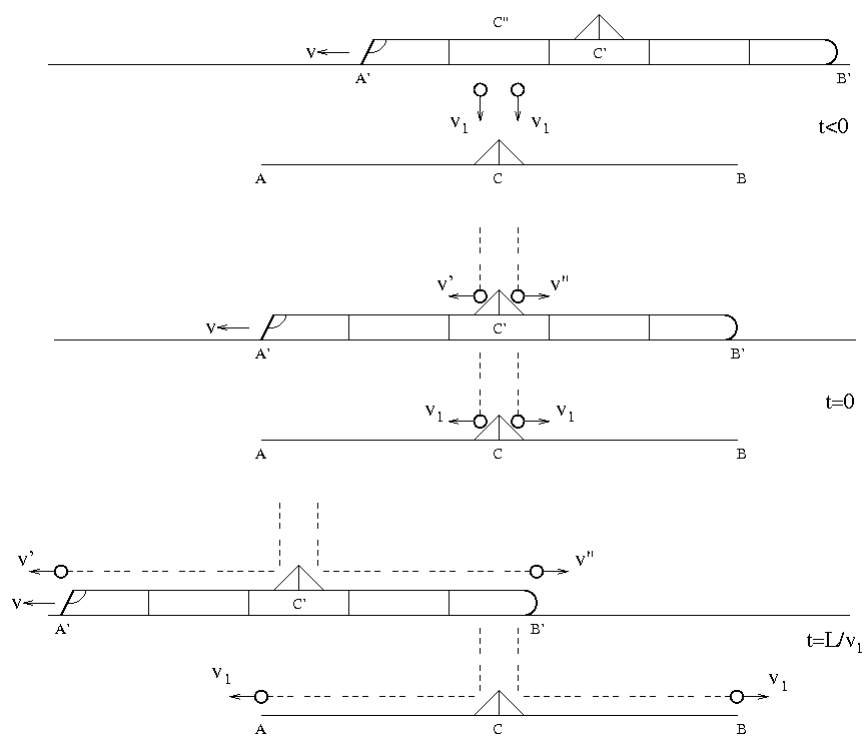 C"
v
C'
A'
B'
v1 v1
t<0
A C B
v' v"
v
C'
A' B'
t=0
v1 v1
A C B
v' v"
v
C'
A' B'
t=L/v1
v1 v1
A C B